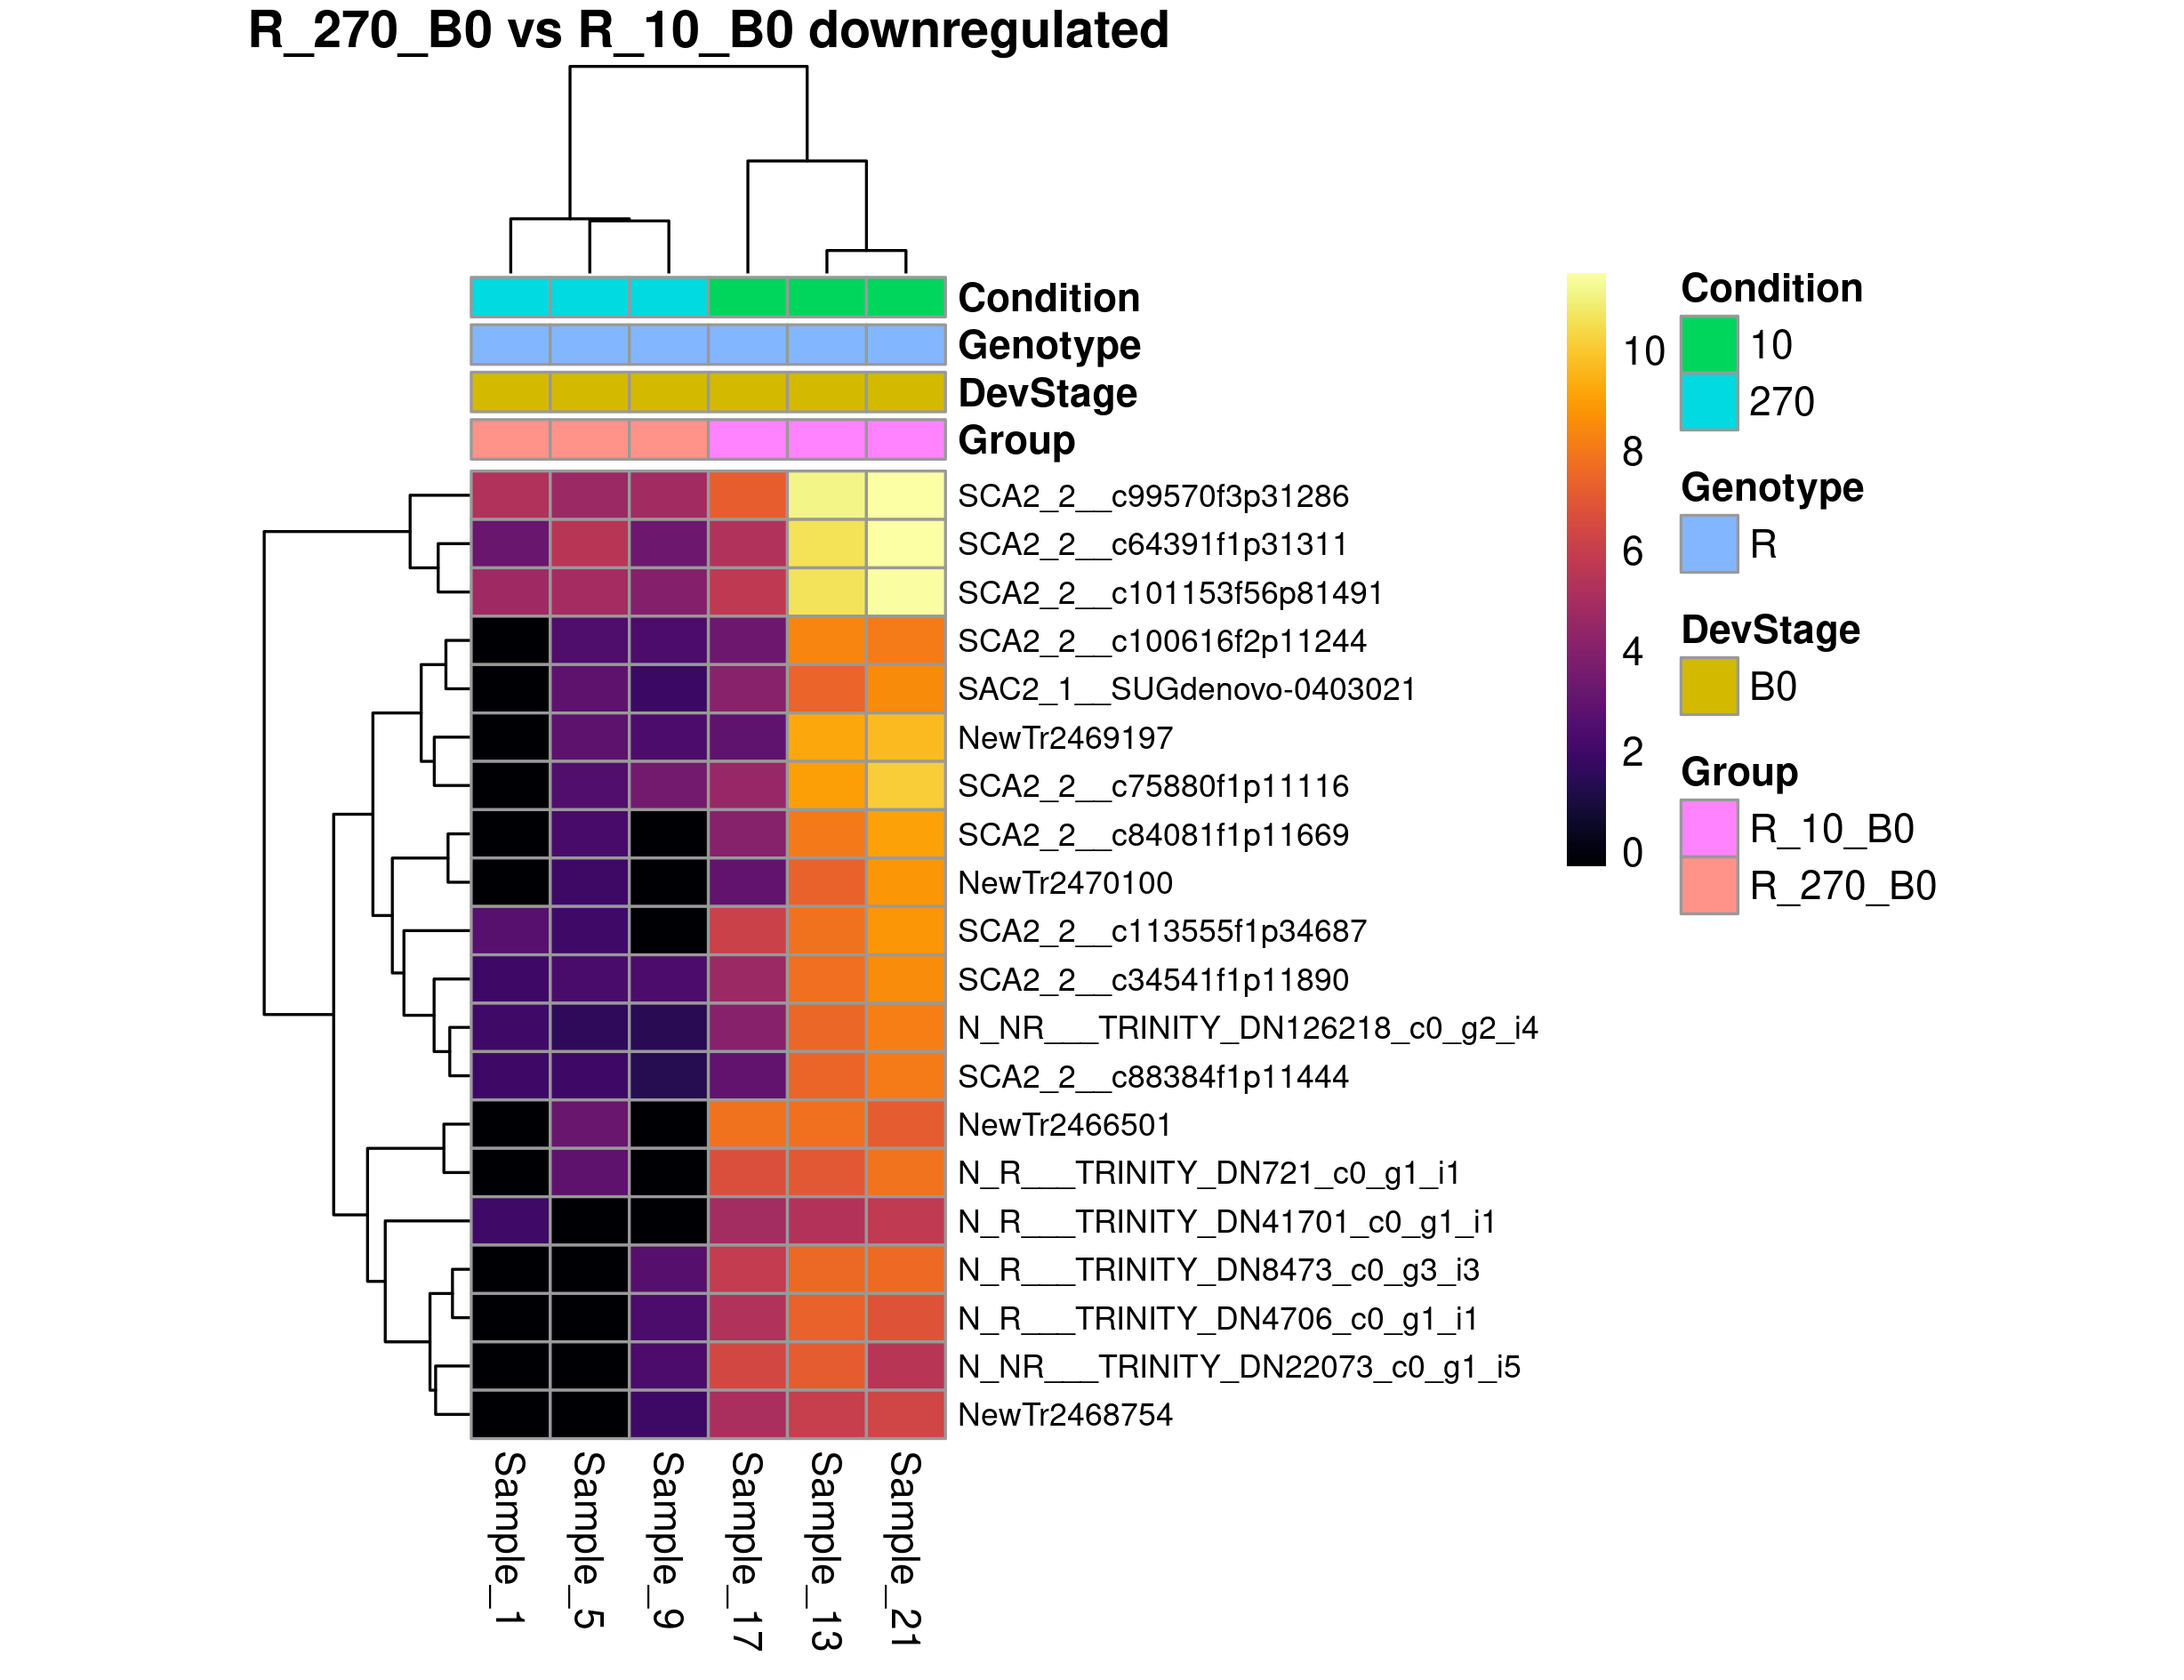 R_270_B0 vs R_10_B0 downregulated
Condition
Genotype
DevStage
Group
SCA2_2__c99570f3p31286
SCA2_2__c64391f1p31311
SCA2_2__c101153f56p81491
SCA2_2__c100616f2p11244
SAC2_1__SUGdenovo-0403021
NewTr2469197
SCA2_2__c75880f1p11116
SCA2_2__c84081f1p11669
NewTr2470100
SCA2_2__c113555f1p34687
SCA2_2__c34541f1p11890
N_NR___TRINITY_DN126218_c0_g2_i4
SCA2_2__c88384f1p11444
NewTr2466501
N_R___TRINITY_DN721_c0_g1_i1
N_R___TRINITY_DN41701_c0_g1_i1
N_R___TRINITY_DN8473_c0_g3_i3
N_R___TRINITY_DN4706_c0_g1_i1
N_NR___TRINITY_DN22073_c0_g1_i5
NewTr2468754
Sample_1
Sample_5
Sample_9
Sample_17
Sample_13
Sample_21
10
8
6
4
2
0
Condition
10
270
Genotype
R
DevStage
B0
Group
R_10_B0
R_270_B0